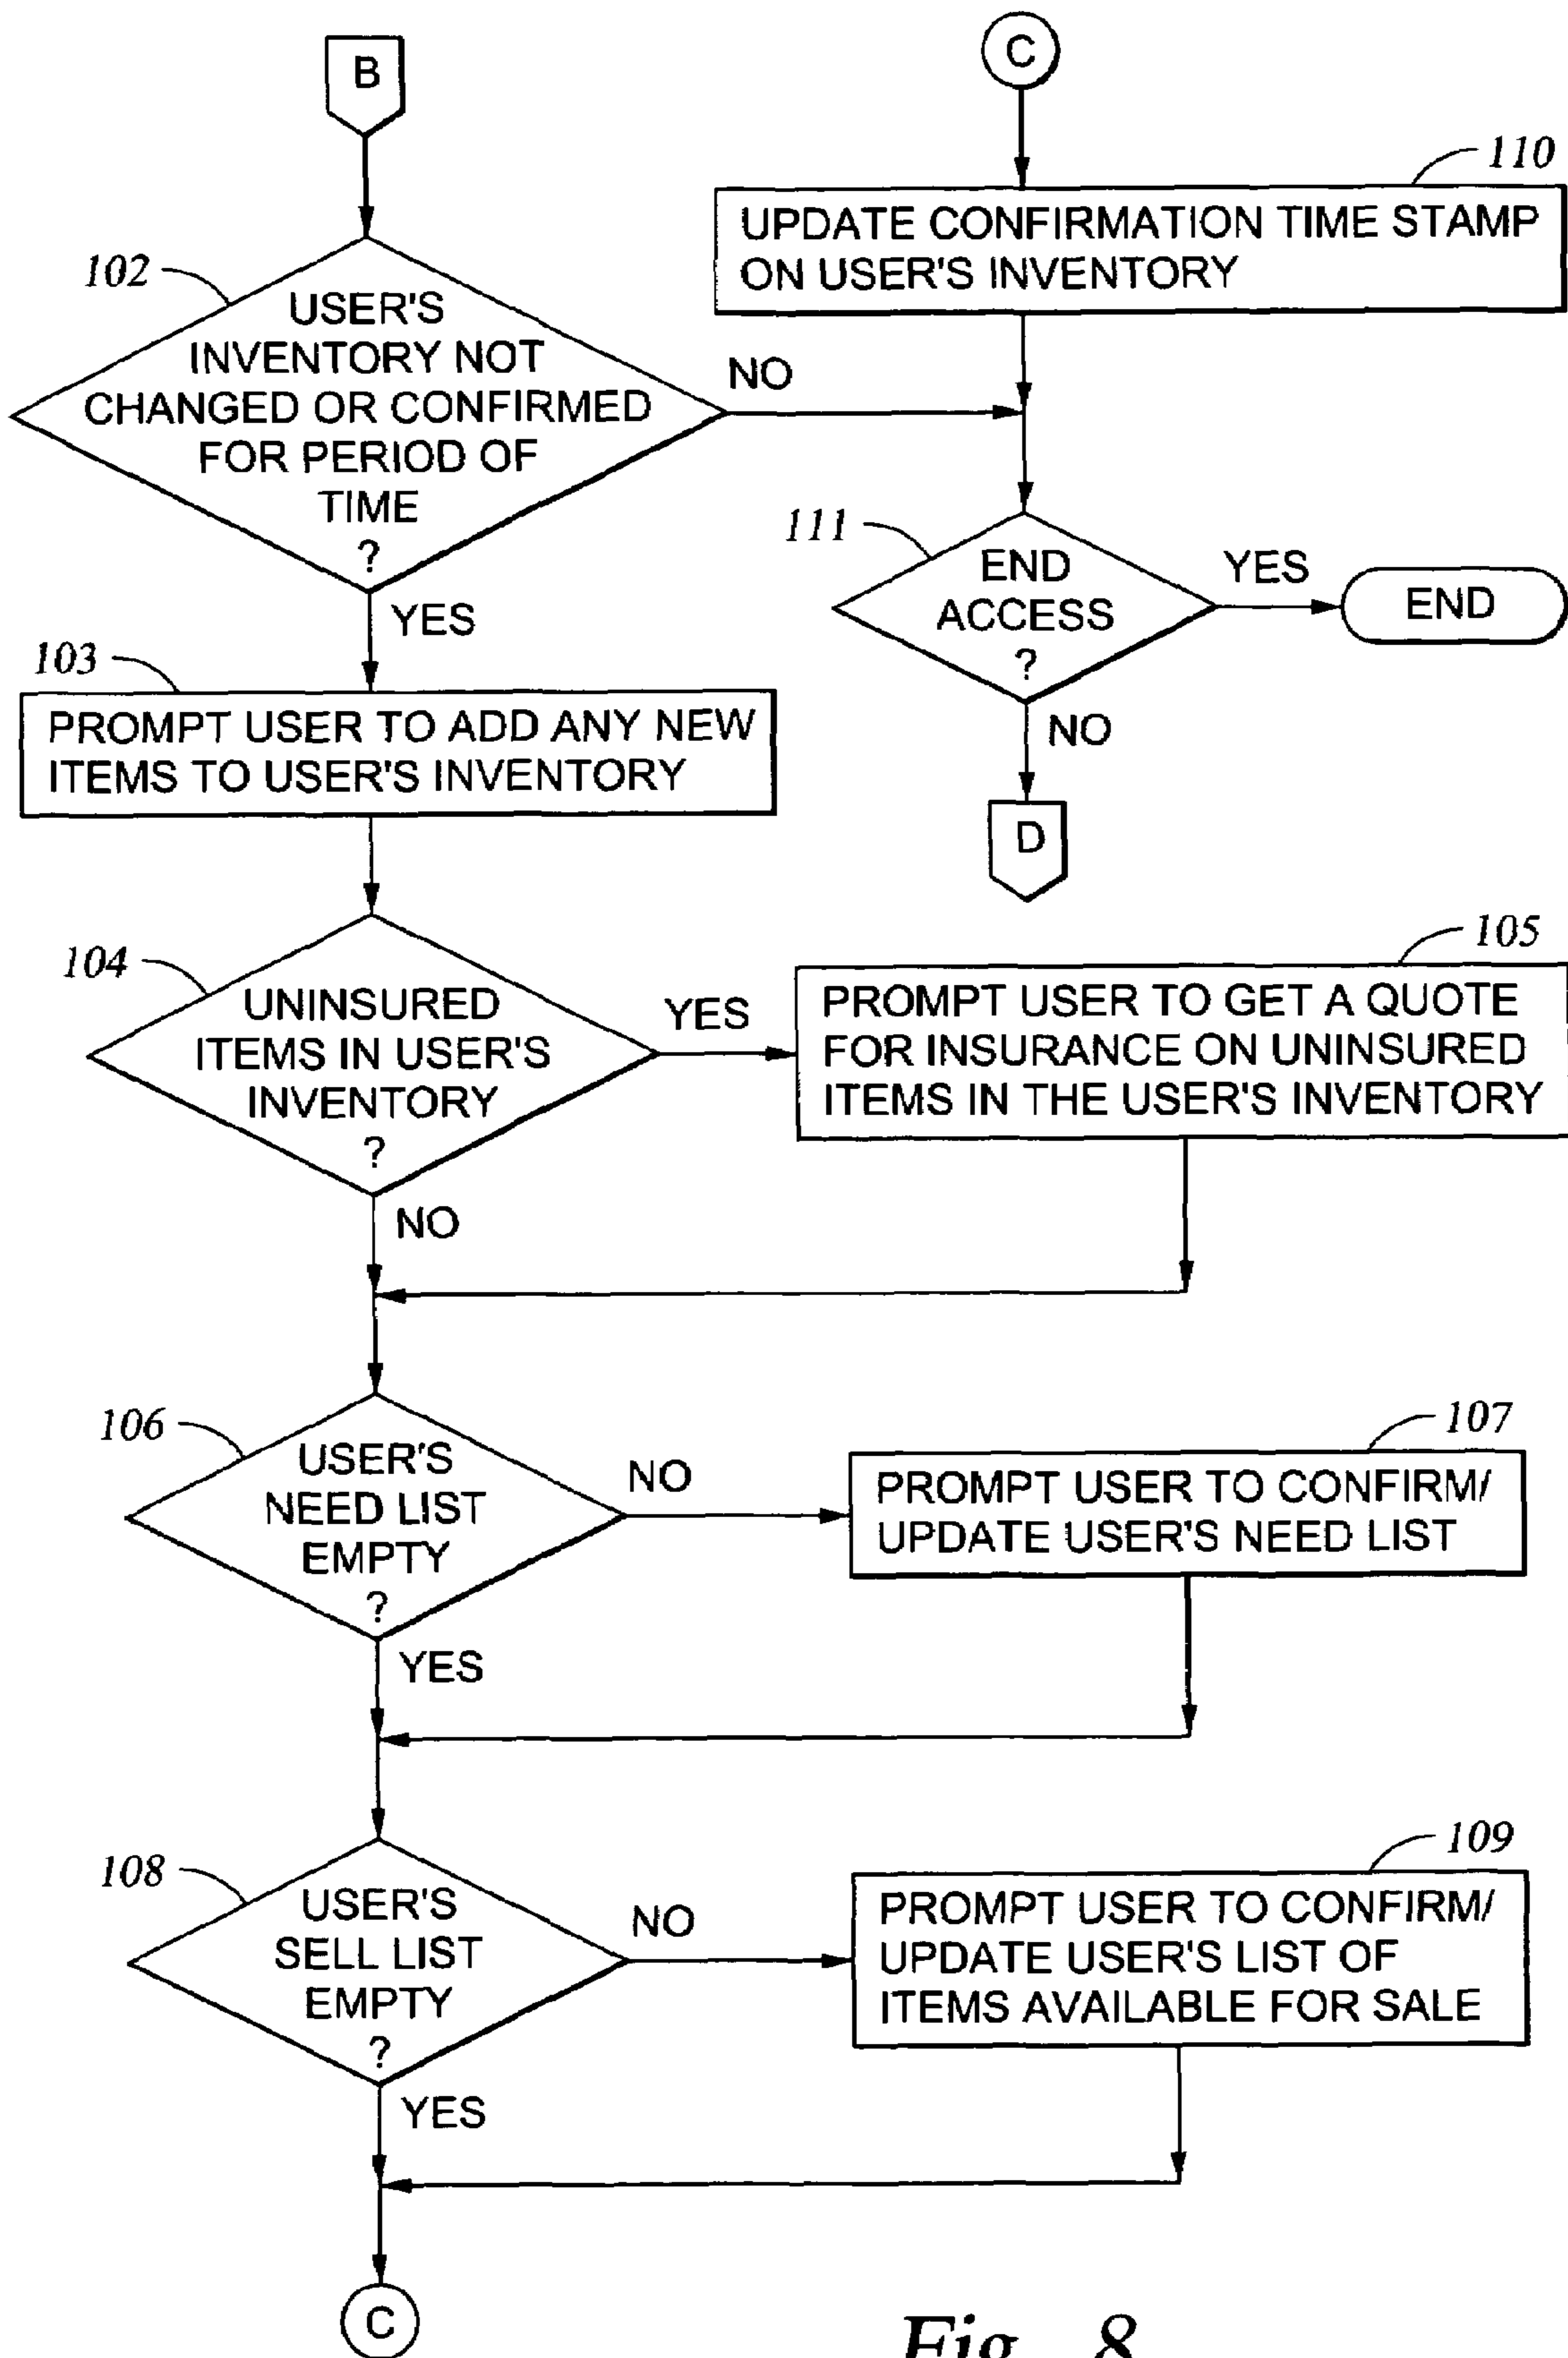 B
102
USER'S
INVENTORY NOT
CHANGED OR CONFIRMED
FOR PERIOD OF
TIME
?
NO
YES
103
PROMPT USER TO ADD ANY NEW
ITEMS TO USER'S INVENTORY
104
UNINSURED
ITEMS IN USER'S
INVENTORY
?
YES
NO
105
PROMPT USER TO GET A QUOTE
FOR INSURANCE ON UNINSURED
ITEMS IN THE USER'S INVENTORY
106
USER'S
NEED LIST
EMPTY
?
NO
YES
107
PROMPT USER TO CONFIRM/
UPDATE USER'S NEED LIST
108
USER'S
SELL LIST
EMPTY
?
NO
YES
109
PROMPT USER TO CONFIRM/
UPDATE USER'S LIST OF
ITEMS AVAILABLE FOR SALE
C
C
110
UPDATE CONFIRMATION TIME STAMP
ON USER'S INVENTORY
111
END
ACCESS
?
YES
END
NO
D
Fig. 8